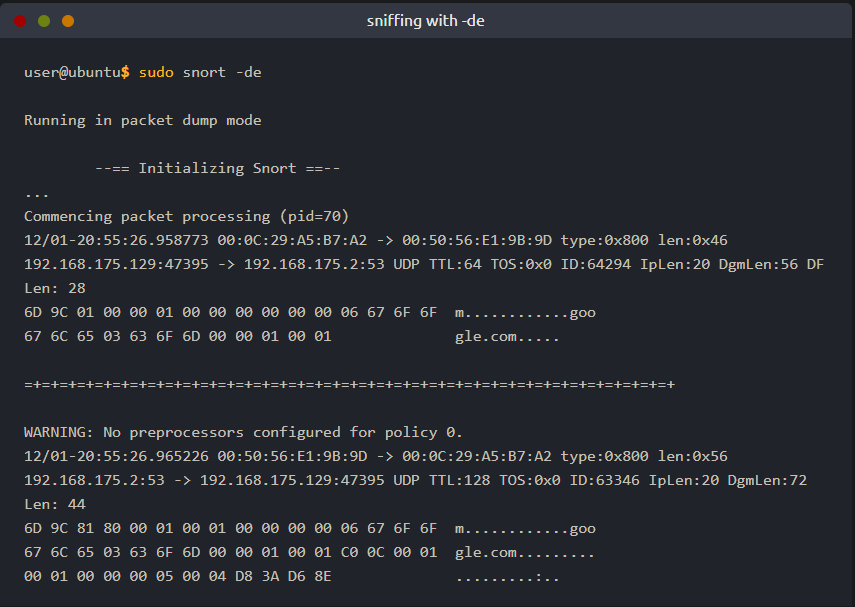 sniffing with -de
user@ubuntu$ sudo snort -de
Running in packet dump mode
--== Initializing Snort ==--
...
Commencing packet processing (pid=70)
12/01-20:55:26.958773 00:0C:29:A5:B7:A2 -> 00:50:56:E1:9B:9D type:0x800 len:0x46
192.168.175.129:47395 -> 192.168.175.2:53 UDP TTL:64 TOS:0x0 ID:64294 IpLen:20 DgmLen:56 DF
Len: 28
6D 9C 01 00 00 01 00 00 00 00 00 00 06 67 6F 6F  m............goo
67 6C 65 03 63 6F 6D 00 00 01 00 01              gle.com.....
=+=+=+=+=+=+=+=+=+=+=+=+=+=+=+=+=+=+=+=+=+=+=+=+=+=+=+=+=+=+=+=+=+=+=+=+=+
WARNING: No preprocessors configured for policy 0.
12/01-20:55:26.965226 00:50:56:E1:9B:9D -> 00:0C:29:A5:B7:A2 type:0x800 len:0x56
192.168.175.2:53 -> 192.168.175.129:47395 UDP TTL:128 TOS:0x0 ID:63346 IpLen:20 DgmLen:72
Len: 44
6D 9C 81 80 00 01 00 01 00 00 00 00 06 67 6F 6F  m............goo
67 6C 65 03 63 6F 6D 00 00 01 00 01 C0 0C 00 01  gle.com.........
00 01 00 00 00 05 00 04 D8 3A D6 8E              .........:..